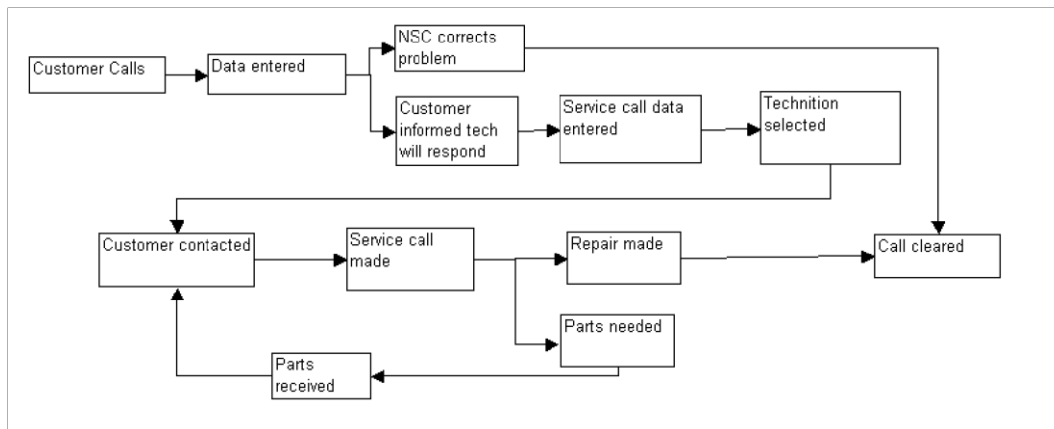 NSC corrects
problem
Customer Calls
Data entered
Customer
informed tech
will respond
Service call data
entered
Technition
selected
Customer contacted
Service call
made
Repair made
Call cleared
Parts needed
Parts
received